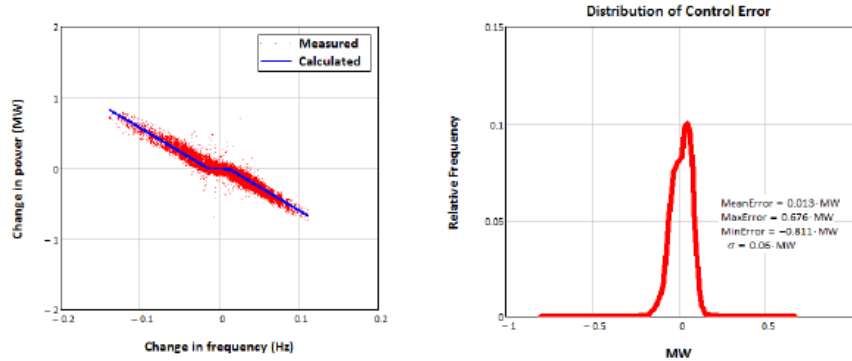 Distribution of Control Error
2
1
0
−1
−2
−0.2
−0.1
0
0.1
0.2
Change in power (MW)
Change in frequency (Hz)
Measured
Calculated
0.15
0.1
0.05
0
−1
−0.5
0
0.5
Relative Frequency
MW
MeanError = 0.013·MW
MaxError = 0.676·MW
MinError = −0.811·MW
σ = 0.06·MW